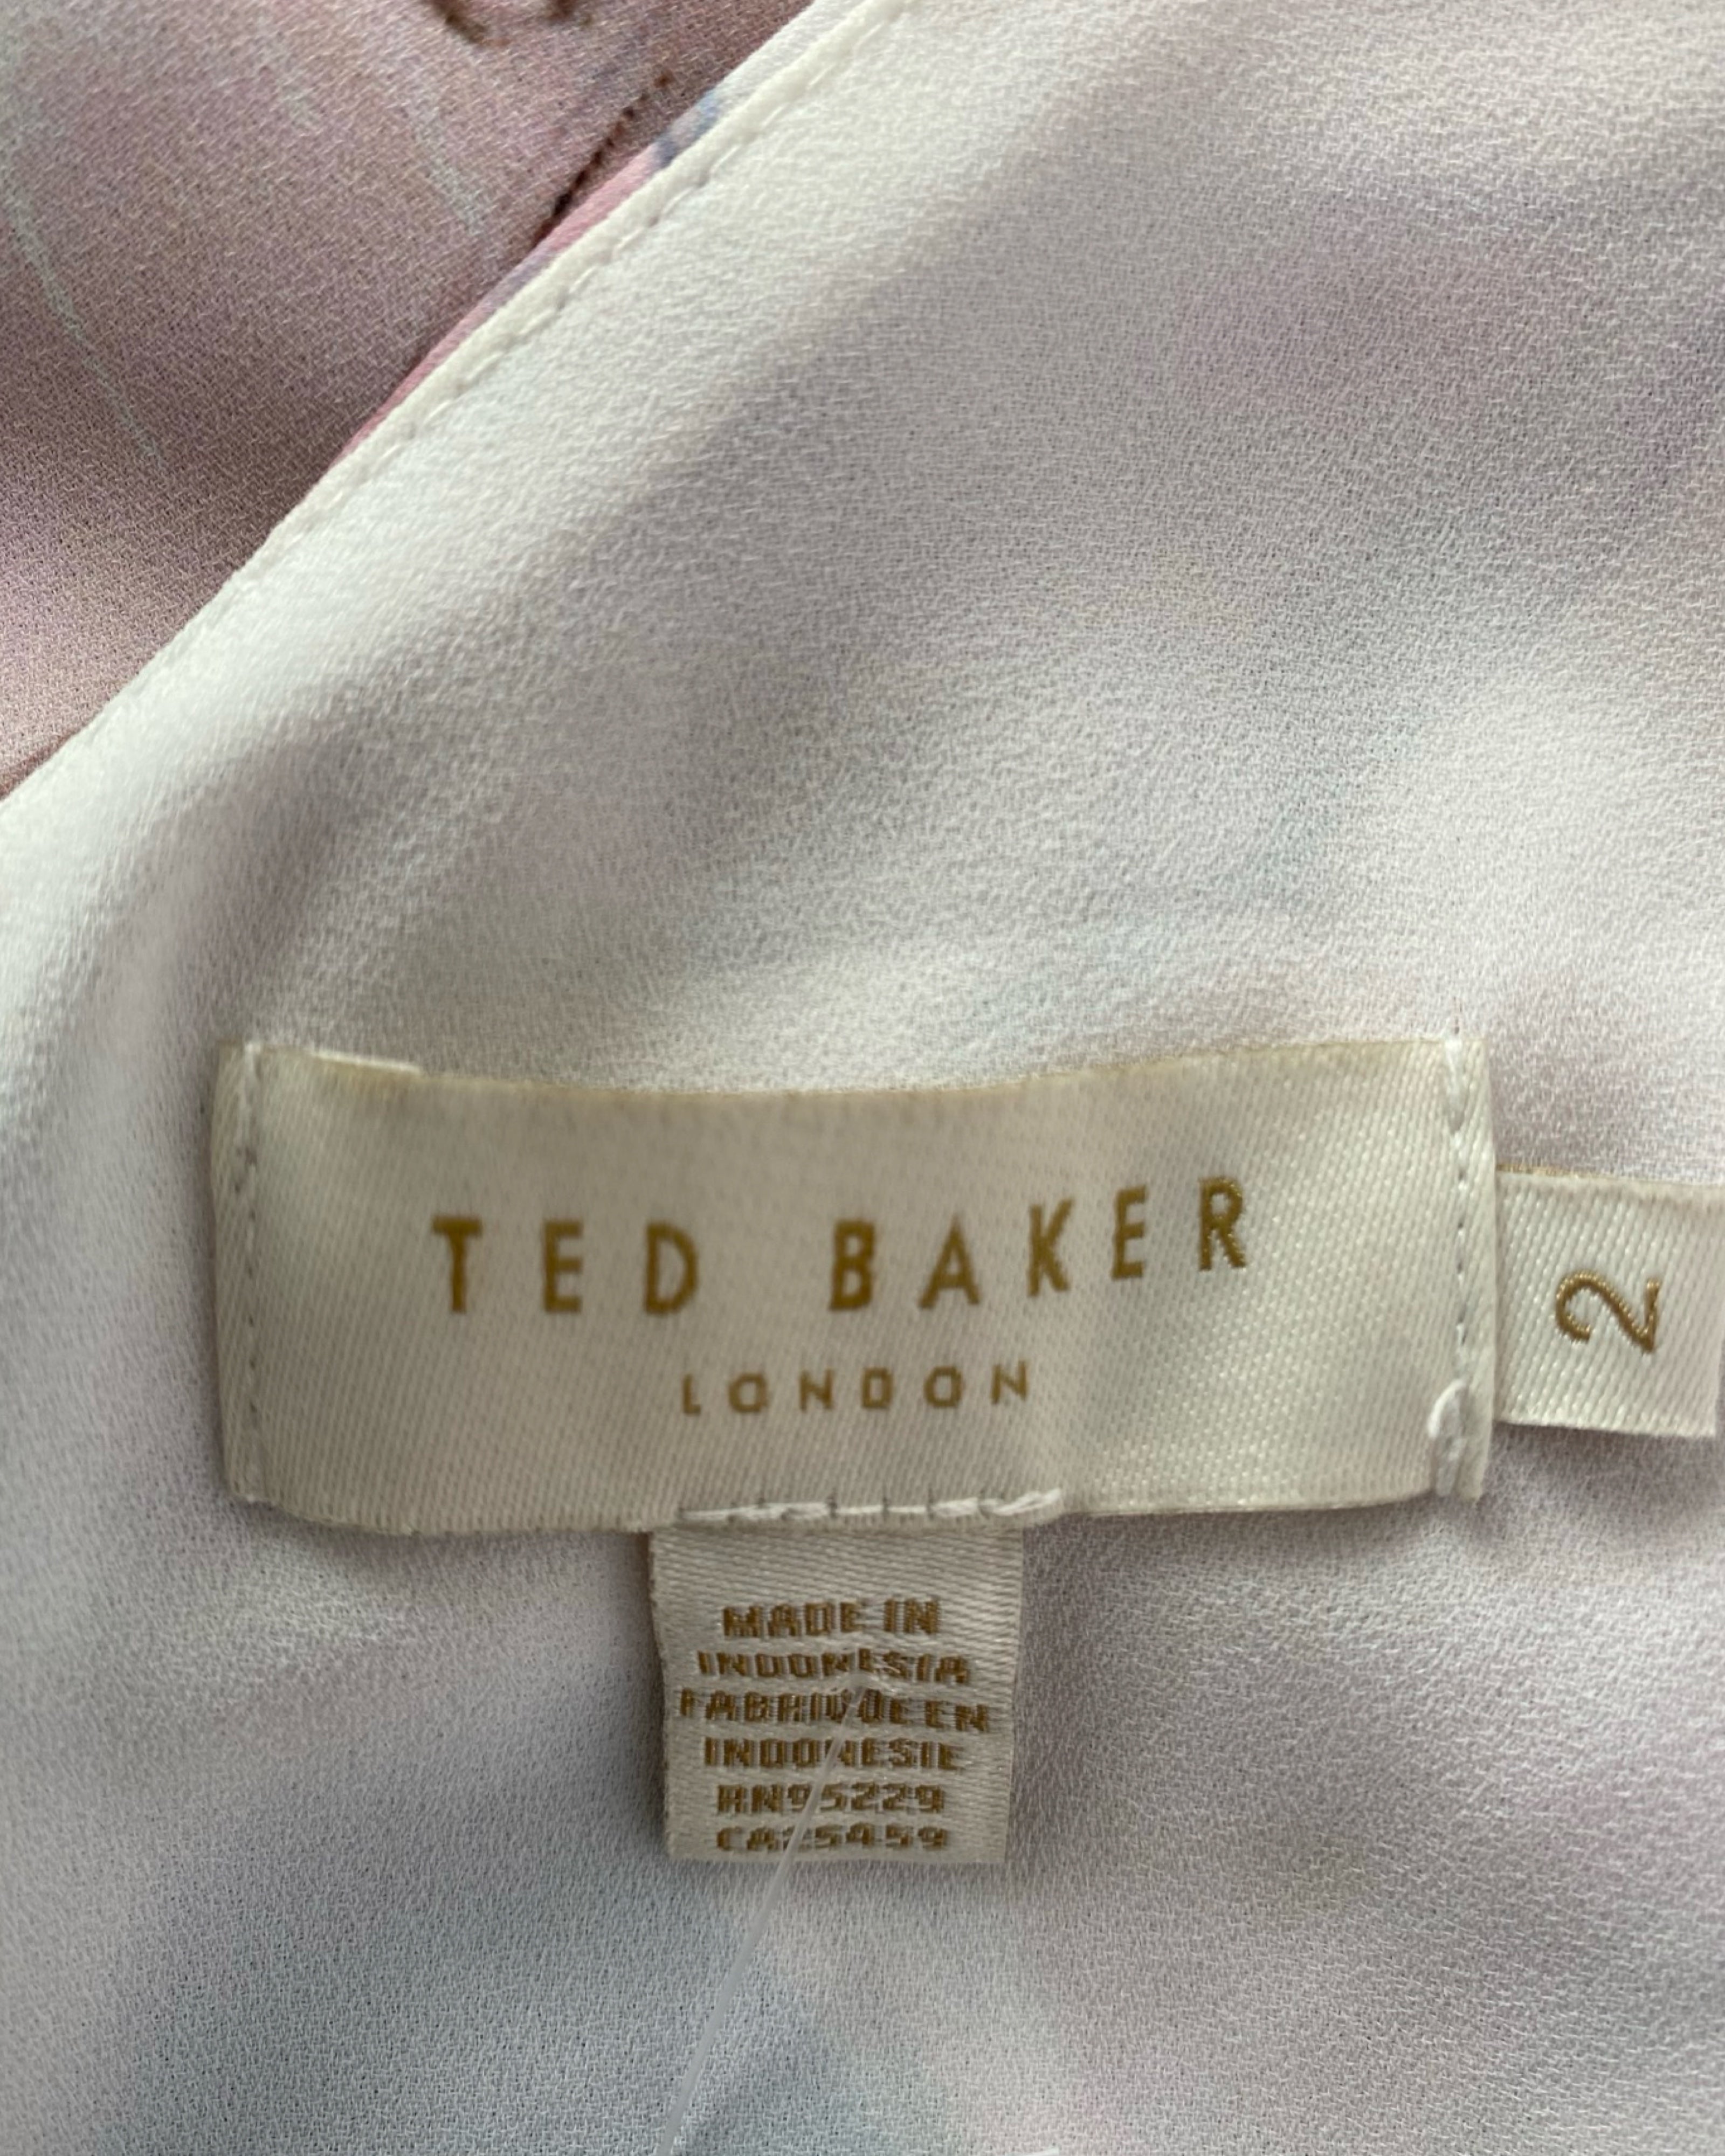 TED BAKER
LONDON
2
MADE IN
INDONESIA
FABRIQUE EN
INDONESIE
RN95229
CA25459